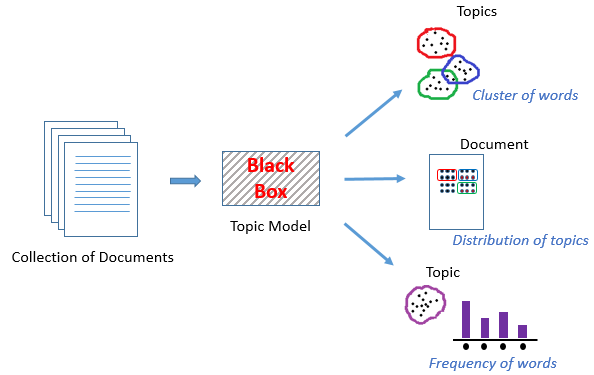 Topics
Cluster of words
Black
Box
Topic Model
Collection of Documents
Document
Distribution of topics
Topic
Frequency of words